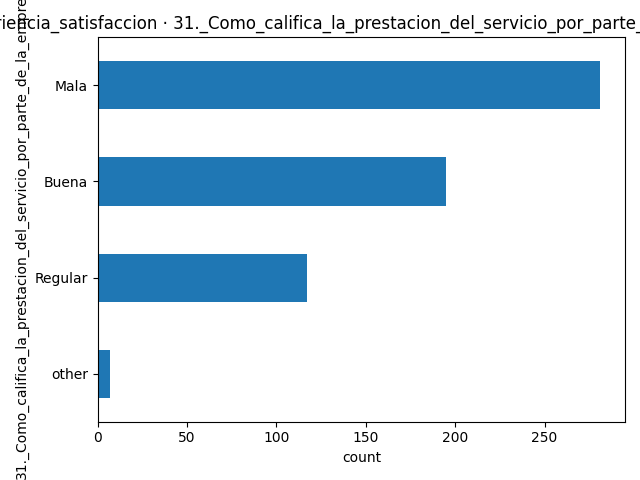 riencia_satisfaccion · 31._Como_califica_la_prestacion_del_servicio_por_parte_
31._Como_califica_la_prestacion_del_servicio_por_parte_de_la_empre
Mala
Buena
Regular
other
0 50 100 150 200 250
count